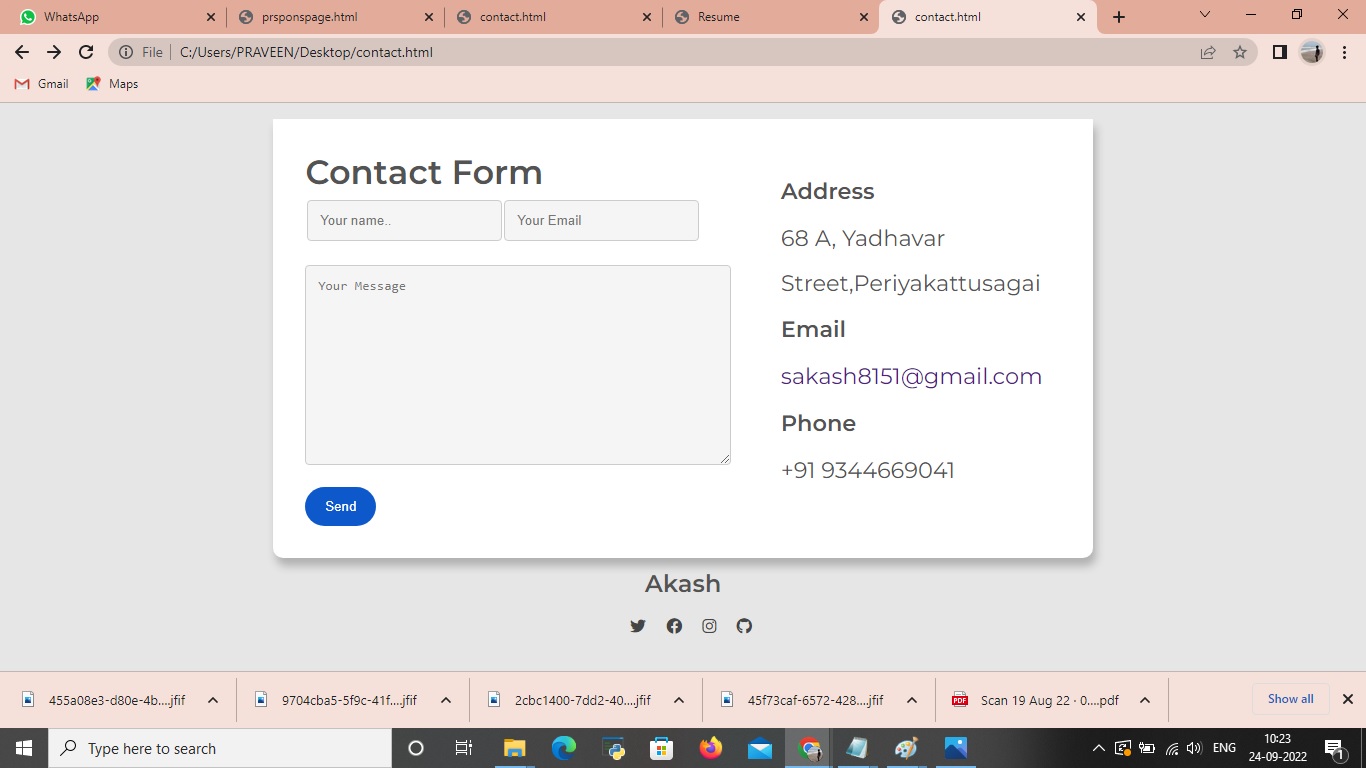 WhatsApp
prsponspage.html
contact.html
Resume
contact.html
File
C:/Users/PRAVEEN/Desktop/contact.html
Gmail
Maps
Contact Form
Your name..
Your Email
Your Message
Send
Address
68 A, Yadhavar
Street,Periyakattusagai
Email
sakash8151@gmail.com
Phone
+91 9344669041
Akash
455a08e3-d80e-4b....jfif
9704cba5-5f9c-41f....jfif
2cbc1400-7dd2-40....jfif
45f73caf-6572-428....jfif
PDF
Scan 19 Aug 22 · 0....pdf
Show all
Type here to search
ENG
10:23
24-09-2022
1